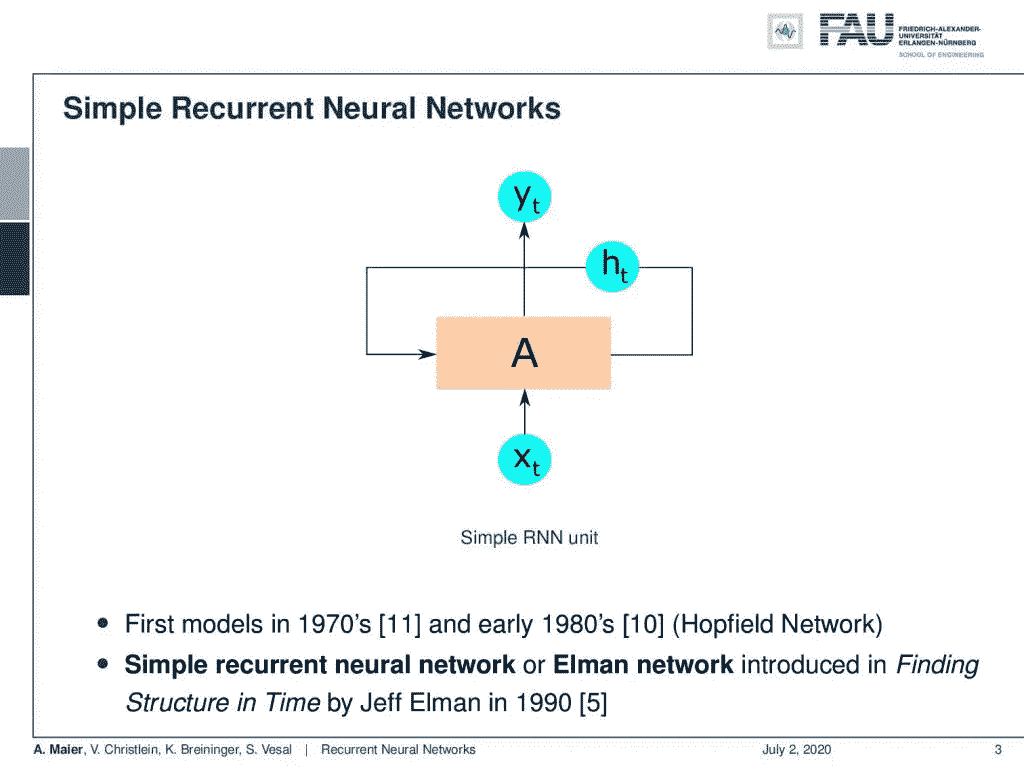 FAU
FRIEDRICH-ALEXANDER-
UNIVERSITÄT
ERLANGEN-NÜRNBERG
SCHOOL OF ENGINEERING
Simple Recurrent Neural Networks
yt
ht
A
xt
Simple RNN unit
• First models in 1970's [11] and early 1980's [10] (Hopfield Network)
• Simple recurrent neural network or Elman network introduced in Finding
Structure in Time by Jeff Elman in 1990 [5]
A. Maier, V. Christlein, K. Breininger, S. Vesal | Recurrent Neural Networks July 2, 2020 3